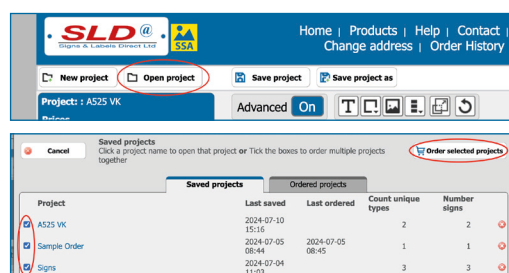 SLD@
Signs & Labels Direct Ltd
SSA
Home | Products | Help | Contact |
Change address | Order History
New project
Open project
Save project
Save project as
Project: : A525 VK
Advanced On
T
Prices
Cancel
Saved projects
Click a project name to open that project or Tick the boxes to order multiple projects
together
Order selected projects
Saved projects
Ordered projects
Project Last saved Last ordered Count unique types Number signs
A525 VK 2024-07-10 15:16 2 2
Sample Order 2024-07-05 08:44 2024-07-05 08:45 1 1
Signs 2024-07-04 11:03 3 3